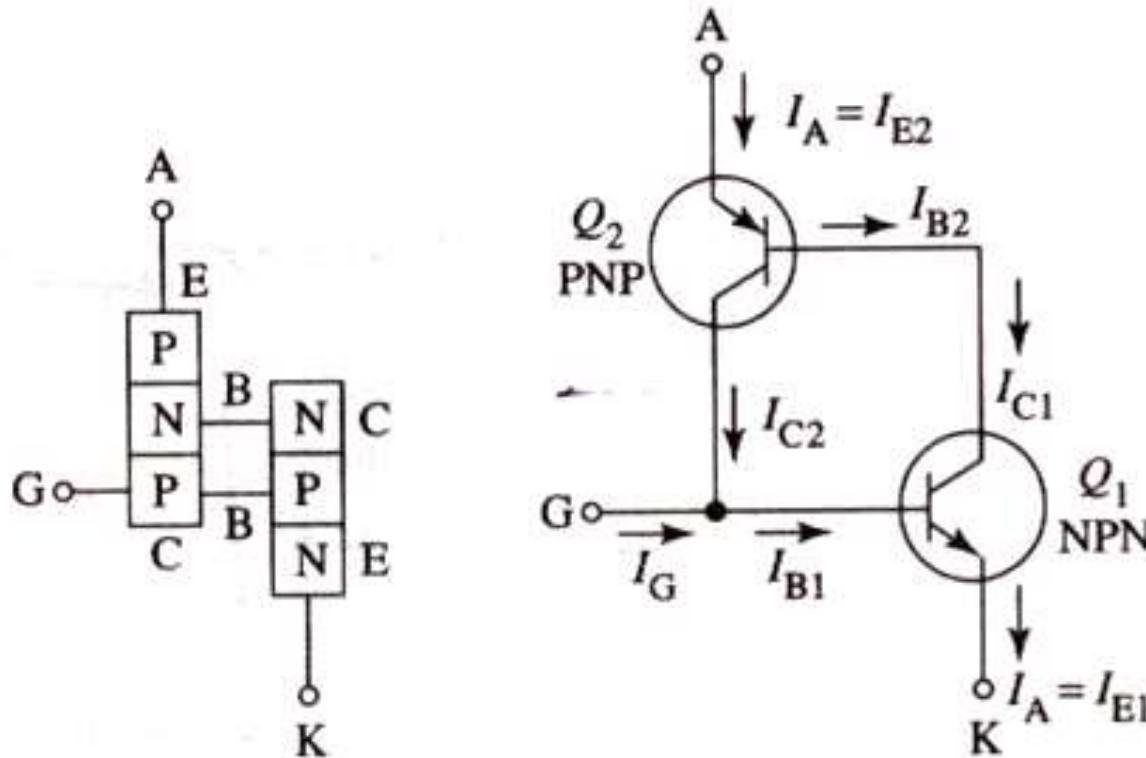 A
E
P
N B N C
G P B P
C N E
K
A
I_A = I_E2
Q_2
PNP
I_B2
I_C2
I_C1
G
I_G
I_B1
Q_1
NPN
I_A = I_E1
K